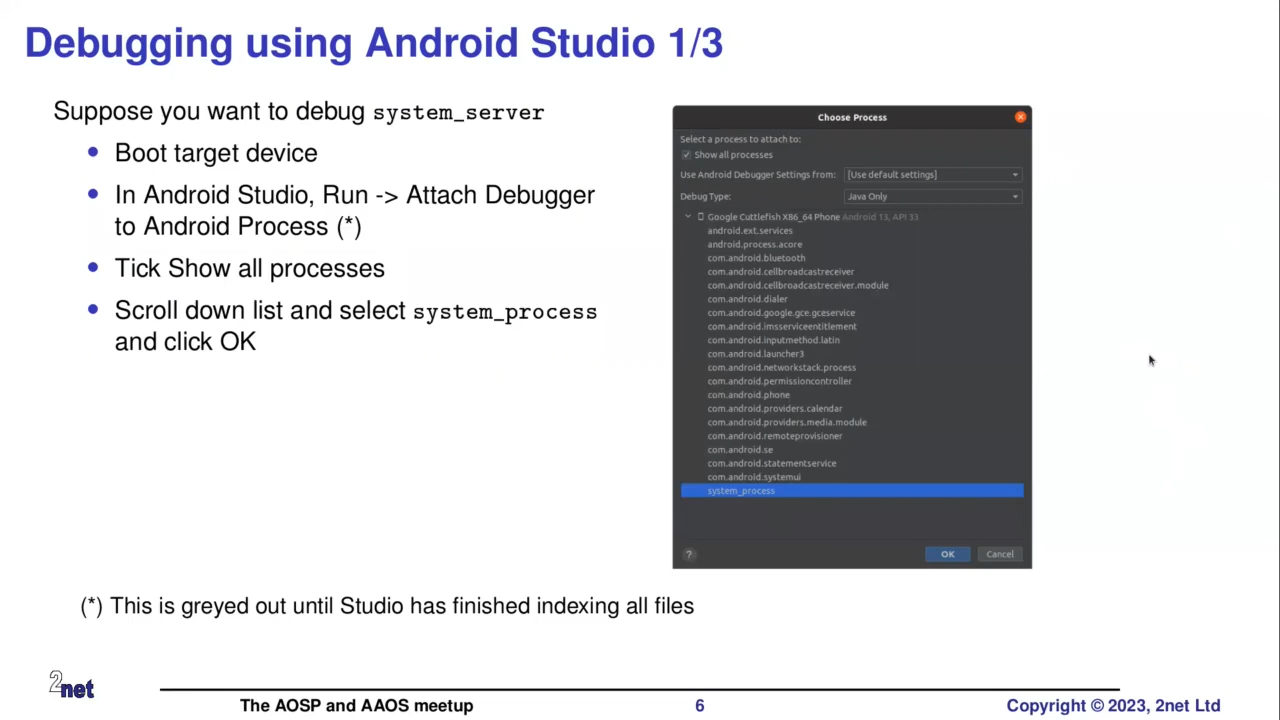 Debugging using Android Studio 1/3
Suppose you want to debug system_server
Boot target device
In Android Studio, Run -> Attach Debugger
to Android Process (*)
Tick Show all processes
Scroll down list and select system_process
and click OK
Choose Process
Select a process to attach to:
Show all processes
Use Android Debugger Settings from: [Use default settings]
Debug Type: Java Only
Google Cuttlefish X86_64 Phone Android 13, API 33
android.ext.services
android.process.acore
com.android.bluetooth
com.android.cellbroadcastreceiver
com.android.cellbroadcastreceiver.module
com.android.dialer
com.android.google.gce.gceservice
com.android.imsserviceentitlement
com.android.inputmethod.latin
com.android.launcher3
com.android.networkstack.process
com.android.permissioncontroller
com.android.phone
com.android.providers.calendar
com.android.providers.media.module
com.android.remoteprovisioner
com.android.se
com.android.statementservice
com.android.systemui
system_process
? OK Cancel
(*) This is greyed out until Studio has finished indexing all files
2net
The AOSP and AAOS meetup 6 Copyright © 2023, 2net Ltd